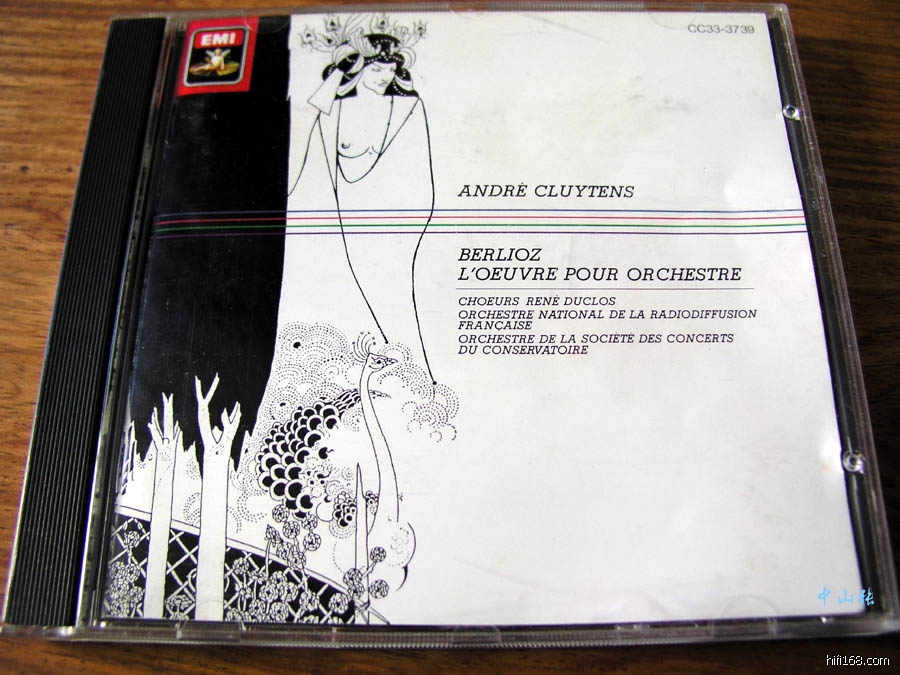 EMI
CC33-3739
ANDRÉ CLUYTENS
BERLIOZ
L'OEUVRE POUR ORCHESTRE
CHOEURS RENÉ DUCLOS
ORCHESTRE NATIONAL DE LA RADIODIFFUSION
FRANÇAISE
ORCHESTRE DE LA SOCIÉTÉ DES CONCERTS
DU CONSERVATOIRE
中山張
hifi168.com